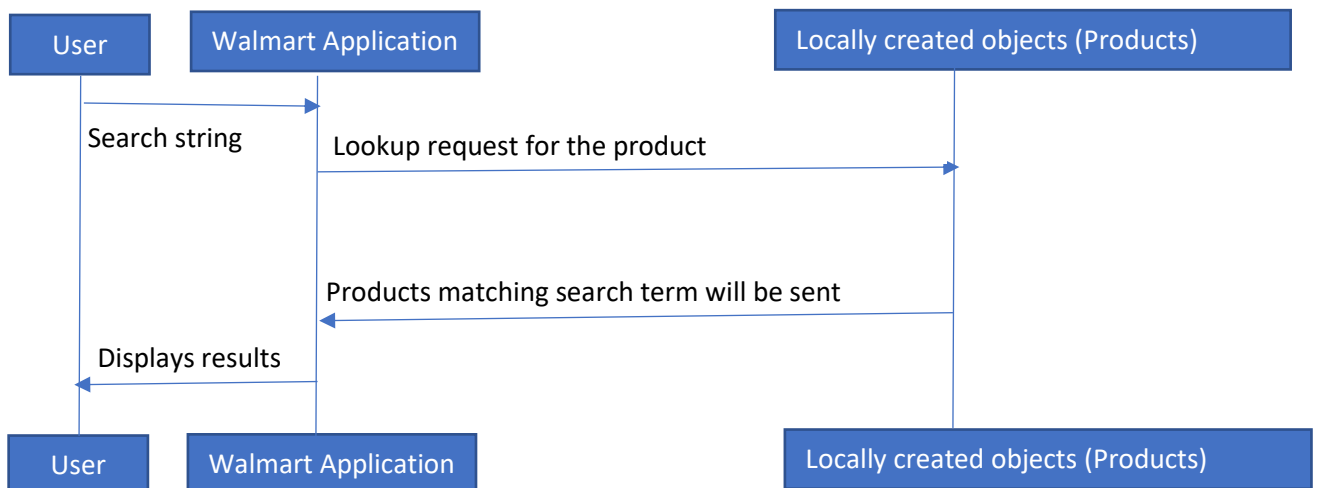 User
Walmart Application
Locally created objects (Products)
Search string
Lookup request for the product
Products matching search term will be sent
Displays results
User
Walmart Application
Locally created objects (Products)